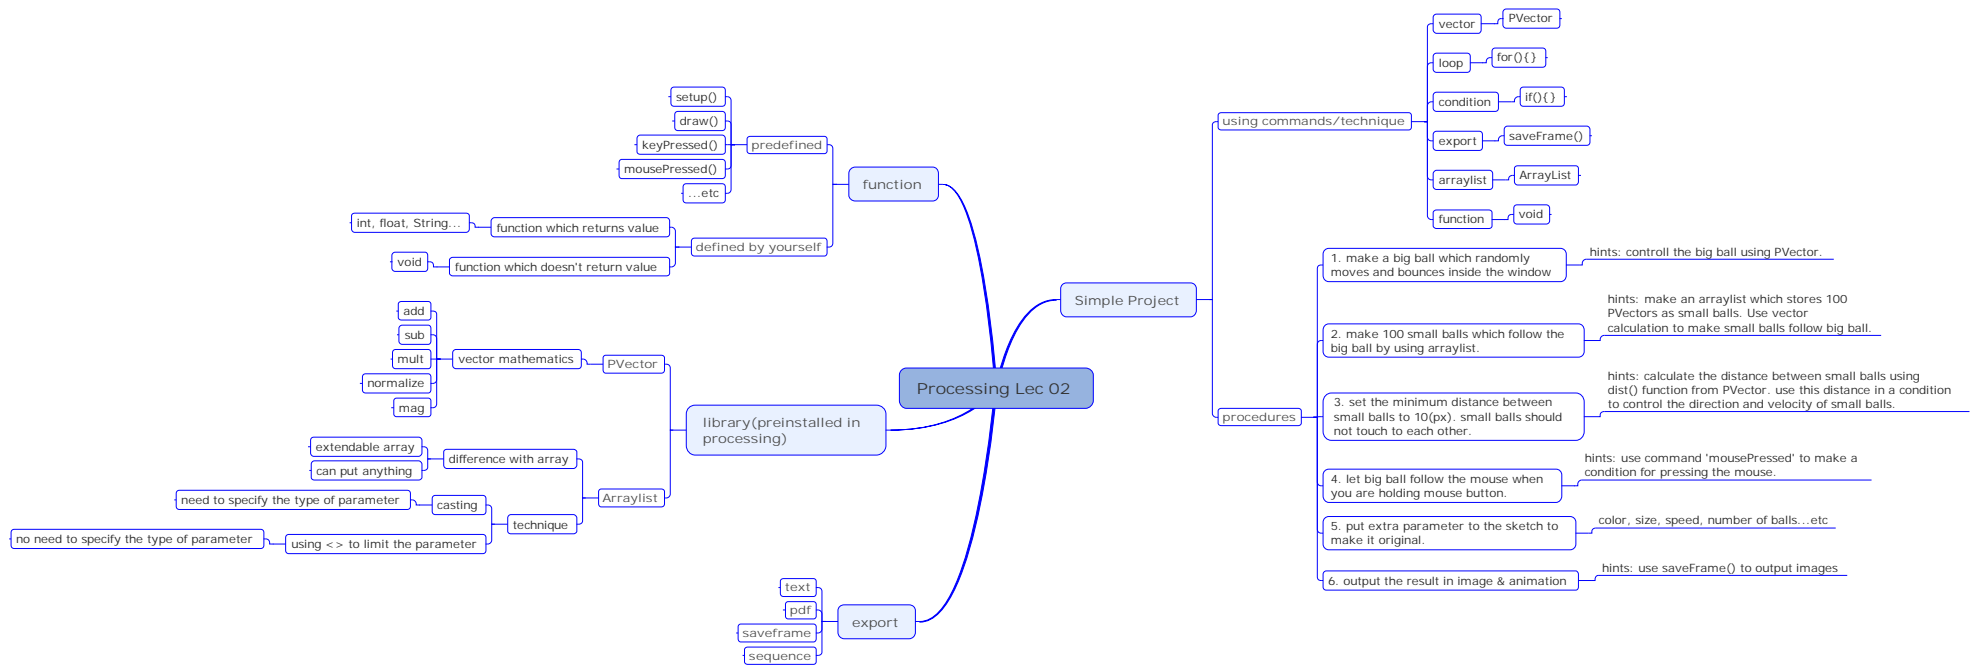 Processing Lec 02
function
predefined
setup()
draw()
keyPressed()
mousePressed()
...etc
defined by yourself
function which returns value
int, float, String...
function which doesn't return value
void
library(preinstalled in
processing)
PVector
vector mathematics
add
sub
mult
normalize
mag
Arraylist
difference with array
extendable array
can put anything
technique
casting
need to specify the type of parameter
using <> to limit the parameter
no need to specify the type of parameter
export
text
pdf
saveframe
sequence
Simple Project
using commands/technique
vector
PVector
loop
for(){}
condition
if(){}
export
saveFrame()
arraylist
ArrayList
function
void
procedures
1. make a big ball which randomly
moves and bounces inside the window
hints: controll the big ball using PVector.
2. make 100 small balls which follow the
big ball by using arraylist.
hints: make an arraylist which stores 100
PVectors as small balls. Use vector
calculation to make small balls follow big ball.
3. set the minimum distance between
small balls to 10(px). small balls should
not touch to each other.
hints: calculate the distance between small balls using
dist() function from PVector. use this distance in a condition
to control the direction and velocity of small balls.
4. let big ball follow the mouse when
you are holding mouse button.
hints: use command 'mousePressed' to make a
condition for pressing the mouse.
5. put extra parameter to the sketch to
make it original.
color, size, speed, number of balls...etc
6. output the result in image & animation
hints: use saveFrame() to output images